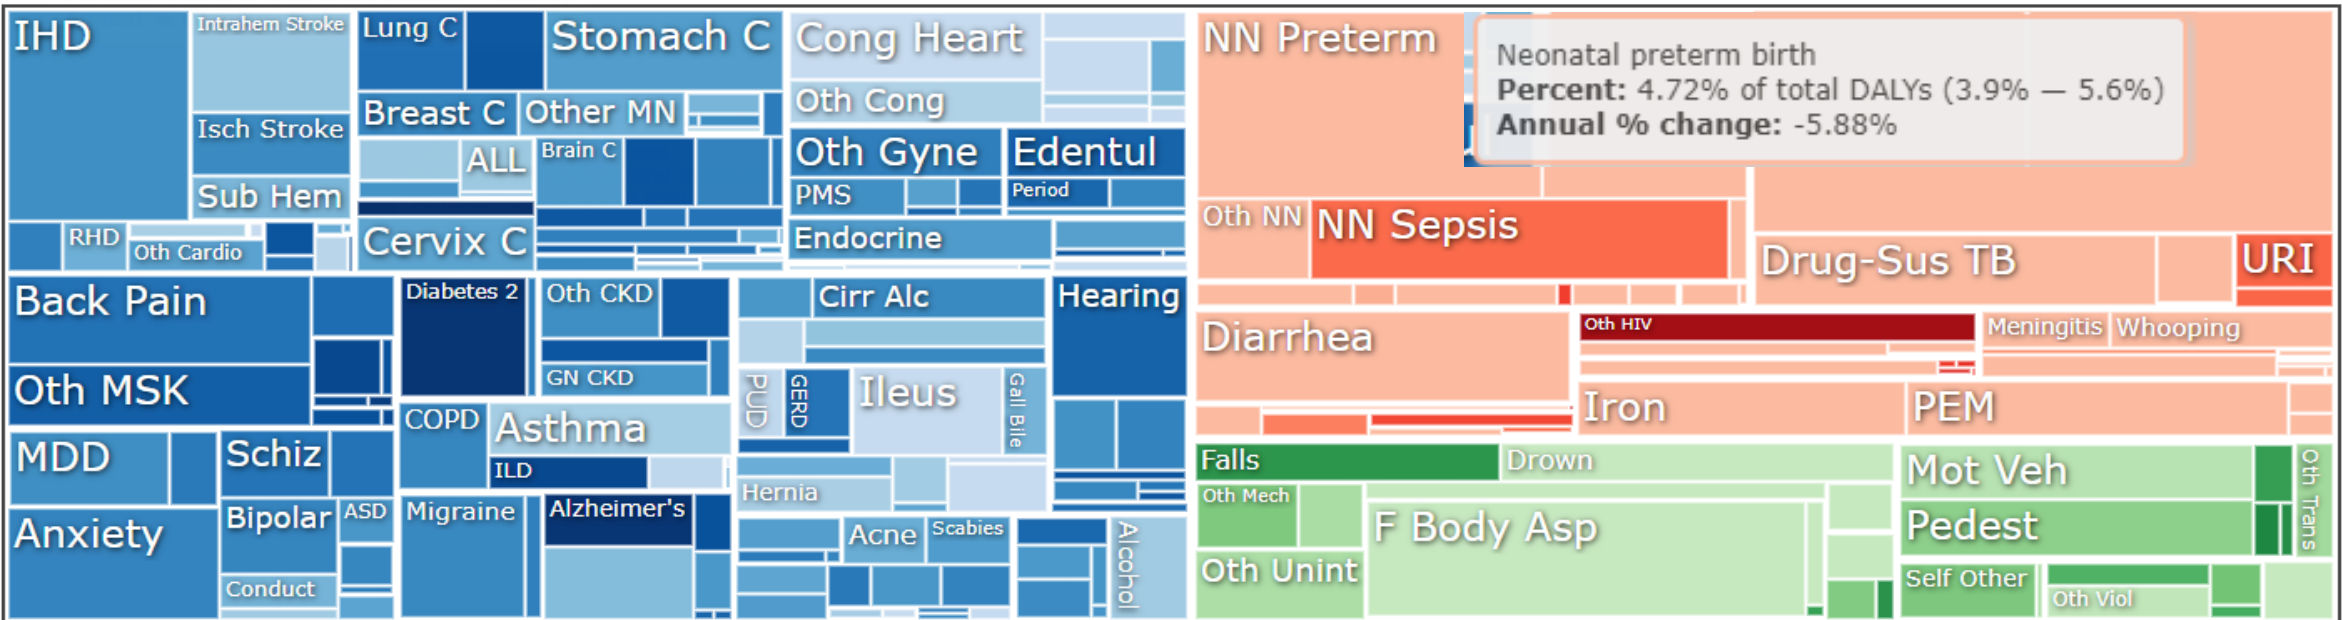 IHD
Intrahem Stroke
Isch Stroke
Sub Hem
RHD
Oth Cardio
Lung C
Stomach C
Breast C
Other MN
ALL
Brain C
Cervix C
Cong Heart
Oth Cong
Oth Gyne
Edentul
PMS
Period
Endocrine
Back Pain
Oth MSK
Diabetes 2
Oth CKD
GN CKD
Cirr Alc
Hearing
PUD
GERD
Ileus
Gall Bile
COPD
Asthma
ILD
Hernia
MDD
Schiz
Anxiety
Bipolar
ASD
Conduct
Migraine
Alzheimer's
Acne
Scabies
Alcohol
NN Preterm
Neonatal preterm birth
Percent: 4.72% of total DALYs (3.9% — 5.6%)
Annual % change: -5.88%
Oth NN
NN Sepsis
Drug-Sus TB
URI
Diarrhea
Oth HIV
Meningitis
Whooping
Iron
PEM
Falls
Drown
Oth Mech
F Body Asp
Oth Unint
Mot Veh
Pedest
Oth Trans
Self Other
Oth Viol